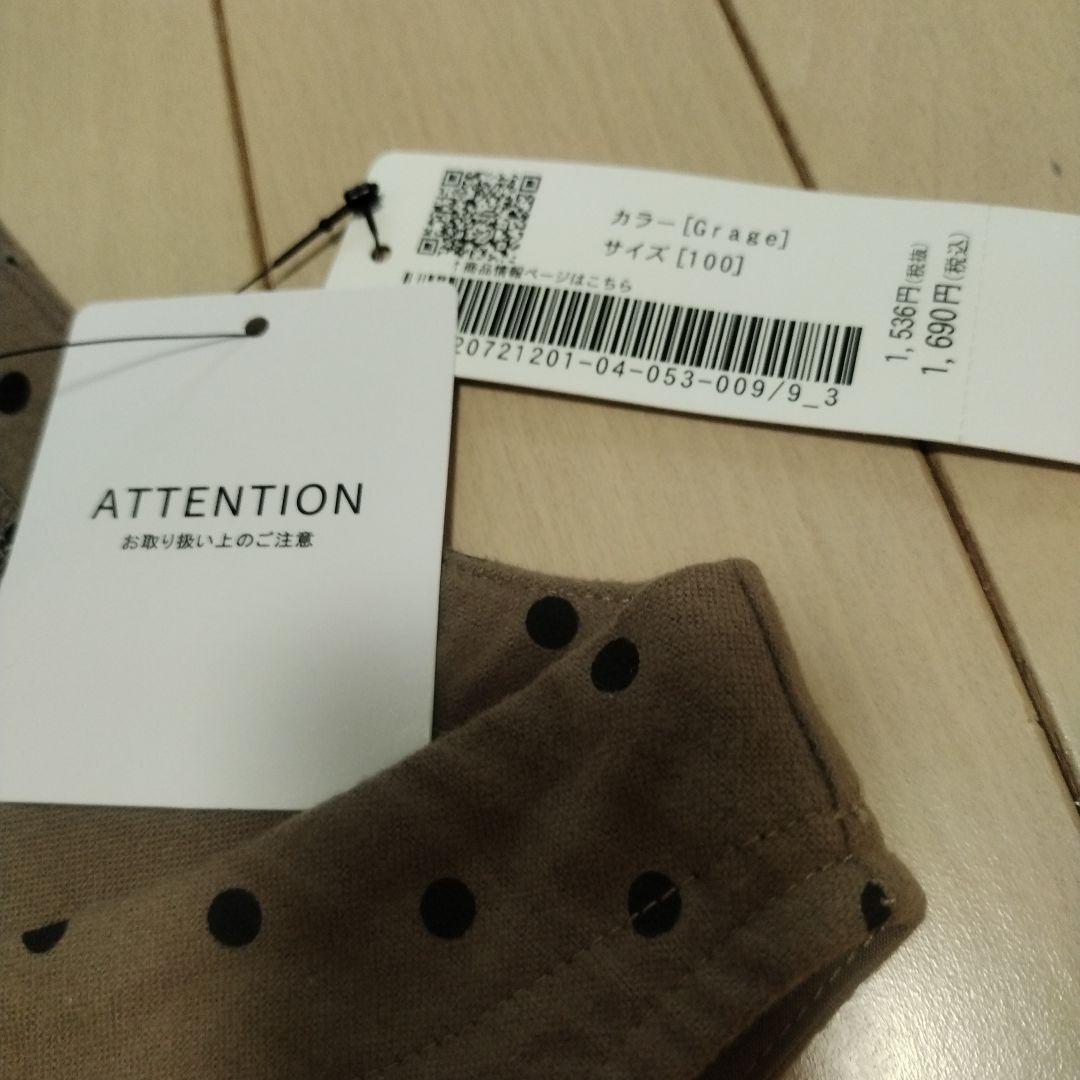 カラー[Grage]
サイズ[100]
↑商品情報ページはこちら
20721201-04-053-009/9_3
1,536円(税抜)
1,690円(税込)
ATTENTION
お取り扱い上のご注意